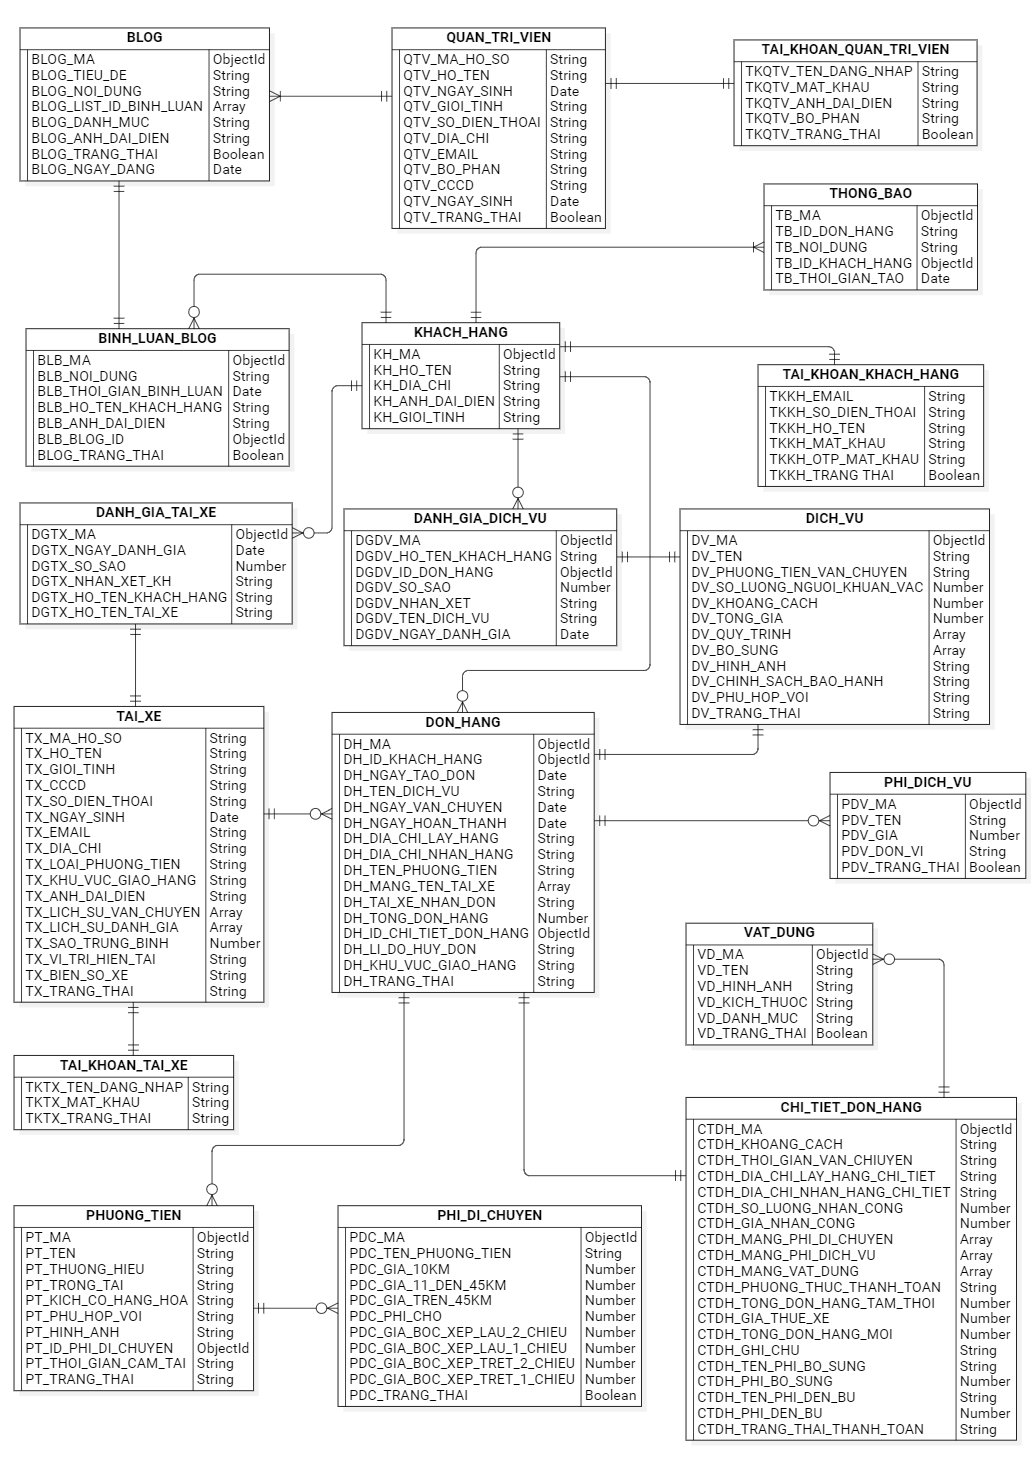 BLOG
BLOG_MA ObjectId
BLOG_TIEU_DE String
BLOG_NOI_DUNG String
BLOG_LIST_ID_BINH_LUAN Array
BLOG_DANH_MUC String
BLOG_ANH_DAI_DIEN String
BLOG_TRANG_THAI Boolean
BLOG_NGAY_DANG Date
QUAN_TRI_VIEN
QTV_MA_HO_SO String
QTV_HO_TEN String
QTV_NGAY_SINH Date
QTV_GIOI_TINH String
QTV_SO_DIEN_THOAI String
QTV_DIA_CHI String
QTV_EMAIL String
QTV_BO_PHAN String
QTV_CCCD String
QTV_NGAY_SINH Date
QTV_TRANG_THAI Boolean
TAI_KHOAN_QUAN_TRI_VIEN
TKQTV_TEN_DANG_NHAP String
TKQTV_MAT_KHAU String
TKQTV_ANH_DAI_DIEN String
TKQTV_BO_PHAN String
TKQTV_TRANG_THAI Boolean
THONG_BAO
TB_MA ObjectId
TB_ID_DON_HANG String
TB_NOI_DUNG String
TB_ID_KHACH_HANG ObjectId
TB_THOI_GIAN_TAO Date
BINH_LUAN_BLOG
BLB_MA ObjectId
BLB_NOI_DUNG String
BLB_THOI_GIAN_BINH_LUAN Date
BLB_HO_TEN_KHACH_HANG String
BLB_ANH_DAI_DIEN String
BLB_BLOG_ID ObjectId
BLOG_TRANG_THAI Boolean
KHACH_HANG
KH_MA ObjectId
KH_HO_TEN String
KH_DIA_CHI String
KH_ANH_DAI_DIEN String
KH_GIOI_TINH String
TAI_KHOAN_KHACH_HANG
TKKH_EMAIL String
TKKH_SO_DIEN_THOAI String
TKKH_HO_TEN String
TKKH_MAT_KHAU String
TKKH_OTP_MAT_KHAU String
TKKH_TRANG THAI Boolean
DANH_GIA_TAI_XE
DGTX_MA ObjectId
DGTX_NGAY_DANH_GIA Date
DGTX_SO_SAO Number
DGTX_NHAN_XET_KH String
DGTX_HO_TEN_KHACH_HANG String
DGTX_HO_TEN_TAI_XE String
DANH_GIA_DICH_VU
DGDV_MA ObjectId
DGDV_HO_TEN_KHACH_HANG String
DGDV_ID_DON_HANG ObjectId
DGDV_SO_SAO Number
DGDV_NHAN_XET String
DGDV_TEN_DICH_VU String
DGDV_NGAY_DANH_GIA Date
DICH_VU
DV_MA ObjectId
DV_TEN String
DV_PHUONG_TIEN_VAN_CHUYEN String
DV_SO_LUONG_NGUOI_KHUAN_VAC Number
DV_KHOANG_CACH Number
DV_TONG_GIA Number
DV_QUY_TRINH Array
DV_BO_SUNG Array
DV_HINH_ANH String
DV_CHINH_SACH_BAO_HANH String
DV_PHU_HOP_VOI String
DV_TRANG_THAI String
TAI_XE
TX_MA_HO_SO String
TX_HO_TEN String
TX_GIOI_TINH String
TX_CCCD String
TX_SO_DIEN_THOAI String
TX_NGAY_SINH Date
TX_EMAIL String
TX_DIA_CHI String
TX_LOAI_PHUONG_TIEN String
TX_KHU_VUC_GIAO_HANG String
TX_ANH_DAI_DIEN String
TX_LICH_SU_VAN_CHUYEN Array
TX_LICH_SU_DANH_GIA Array
TX_SAO_TRUNG_BINH Number
TX_VI_TRI_HIEN_TAI String
TX_BIEN_SO_XE String
TX_TRANG_THAI String
DON_HANG
DH_MA ObjectId
DH_ID_KHACH_HANG ObjectId
DH_NGAY_TAO_DON Date
DH_TEN_DICH_VU String
DH_NGAY_VAN_CHUYEN Date
DH_NGAY_HOAN_THANH Date
DH_DIA_CHI_LAY_HANG String
DH_DIA_CHI_NHAN_HANG String
DH_TEN_PHUONG_TIEN String
DH_MANG_TEN_TAI_XE Array
DH_TAI_XE_NHAN_DON String
DH_TONG_DON_HANG Number
DH_ID_CHI_TIET_DON_HANG ObjectId
DH_LI_DO_HUY_DON String
DH_KHU_VUC_GIAO_HANG String
DH_TRANG_THAI String
PHI_DICH_VU
PDV_MA ObjectId
PDV_TEN String
PDV_GIA Number
PDV_DON_VI String
PDV_TRANG_THAI Boolean
VAT_DUNG
VD_MA ObjectId
VD_TEN String
VD_HINH_ANH String
VD_KICH_THUOC String
VD_DANH_MUC String
VD_TRANG_THAI Boolean
TAI_KHOAN_TAI_XE
TKTX_TEN_DANG_NHAP String
TKTX_MAT_KHAU String
TKTX_TRANG_THAI String
CHI_TIET_DON_HANG
CTDH_MA ObjectId
CTDH_KHOANG_CACH String
CTDH_THOI_GIAN_VAN_CHIUYEN String
CTDH_DIA_CHI_LAY_HANG_CHI_TIET String
CTDH_DIA_CHI_NHAN_HANG_CHI_TIET String
CTDH_SO_LUONG_NHAN_CONG Number
CTDH_GIA_NHAN_CONG Number
CTDH_MANG_PHI_DI_CHUYEN Array
CTDH_MANG_PHI_DICH_VU Array
CTDH_MANG_VAT_DUNG Array
CTDH_PHUONG_THUC_THANH_TOAN String
CTDH_TONG_DON_HANG_TAM_THOI Number
CTDH_GIA_THUE_XE Number
CTDH_TONG_DON_HANG_MOI Number
CTDH_GHI_CHU String
CTDH_TEN_PHI_BO_SUNG String
CTDH_PHI_BO_SUNG Number
CTDH_TEN_PHI_DEN_BU String
CTDH_PHI_DEN_BU Number
CTDH_TRANG_THAI_THANH_TOAN String
PHUONG_TIEN
PT_MA ObjectId
PT_TEN String
PT_THUONG_HIEU String
PT_TRONG_TAI String
PT_KICH_CO_HANG_HOA String
PT_PHU_HOP_VOI String
PT_HINH_ANH String
PT_ID_PHI_DI_CHUYEN ObjectId
PT_THOI_GIAN_CAM_TAI String
PT_TRANG_THAI String
PHI_DI_CHUYEN
PDC_MA ObjectId
PDC_TEN_PHUONG_TIEN String
PDC_GIA_10KM Number
PDC_GIA_11_DEN_45KM Number
PDC_GIA_TREN_45KM Number
PDC_PHI_CHO Number
PDC_GIA_BOC_XEP_LAU_2_CHIEU Number
PDC_GIA_BOC_XEP_LAU_1_CHIEU Number
PDC_GIA_BOC_XEP_TRET_2_CHIEU Number
PDC_GIA_BOC_XEP_TRET_1_CHIEU Number
PDC_TRANG_THAI Boolean